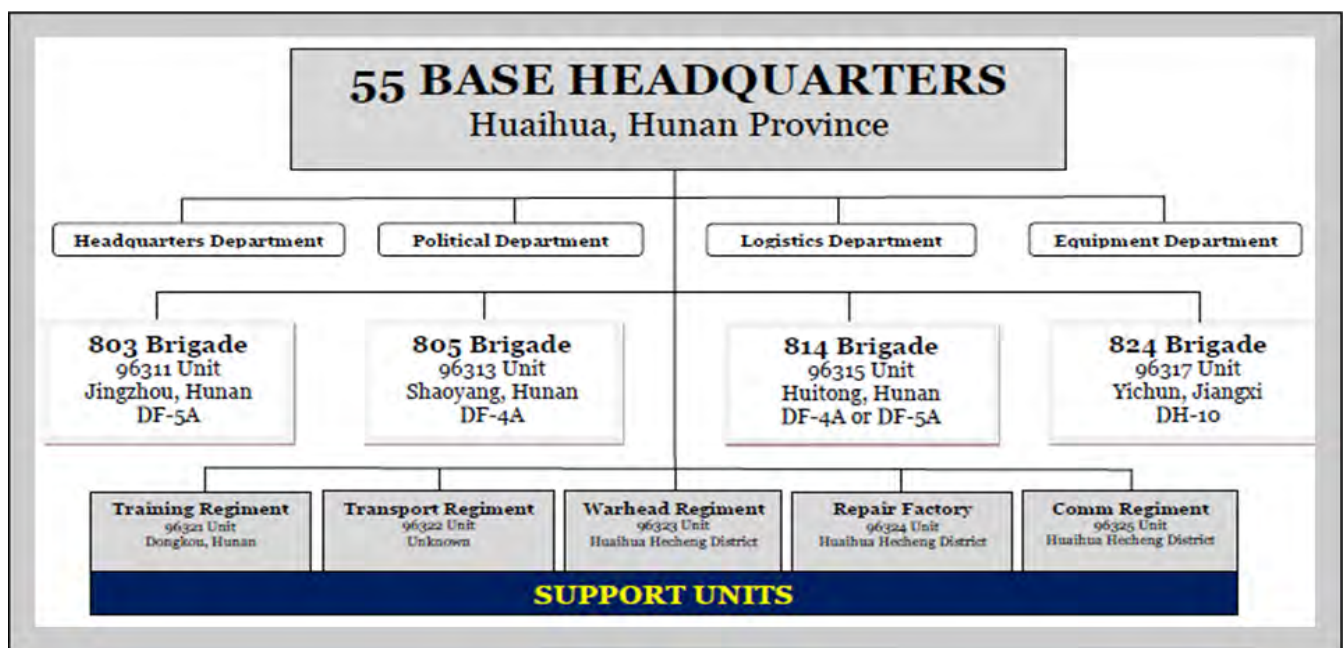 55 BASE HEADQUARTERS
Huaihua, Hunan Province
Headquarters Department
Political Department
Logistics Department
Equipment Department
803 Brigade
96311 Unit
Jingzhou, Hunan
DF-5A
805 Brigade
96313 Unit
Shaoyang, Hunan
DF-4A
814 Brigade
96315 Unit
Huitong, Hunan
DF-4A or DF-5A
824 Brigade
96317 Unit
Yichun, Jiangxi
DH-10
Training Regiment
96321 Unit
Dongkou, Hunan
Transport Regiment
96322 Unit
Unknown
Warhead Regiment
96323 Unit
Huaihua Hecheng District
Repair Factory
96324 Unit
Huaihua Hecheng District
Comm Regiment
96325 Unit
Huaihua Hecheng District
SUPPORT UNITS